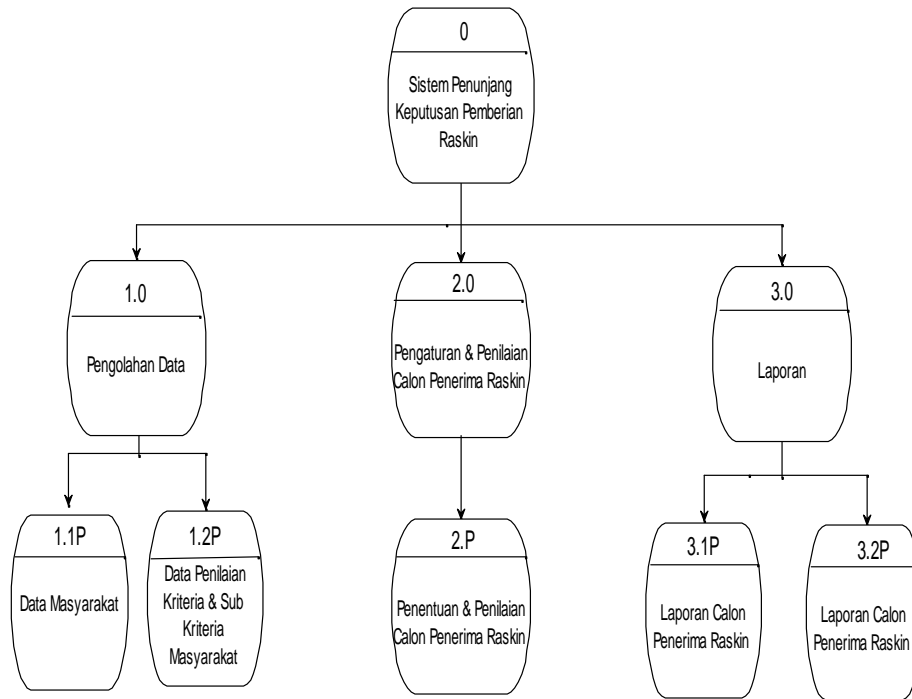 0
Sistem Penunjang
Keputusan Pemberian
Raskin
1.0
Pengolahan Data
2.0
Pengaturan & Penilaian
Calon Penerima Raskin
3.0
Laporan
1.1P
Data Masyarakat
1.2P
Data Penilaian
Kriteria & Sub
Kriteria
Masyarakat
2.P
Penentuan & Penilaian
Calon Penerima Raskin
3.1P
Laporan Calon
Penerima Raskin
3.2P
Laporan Calon
Penerima Raskin